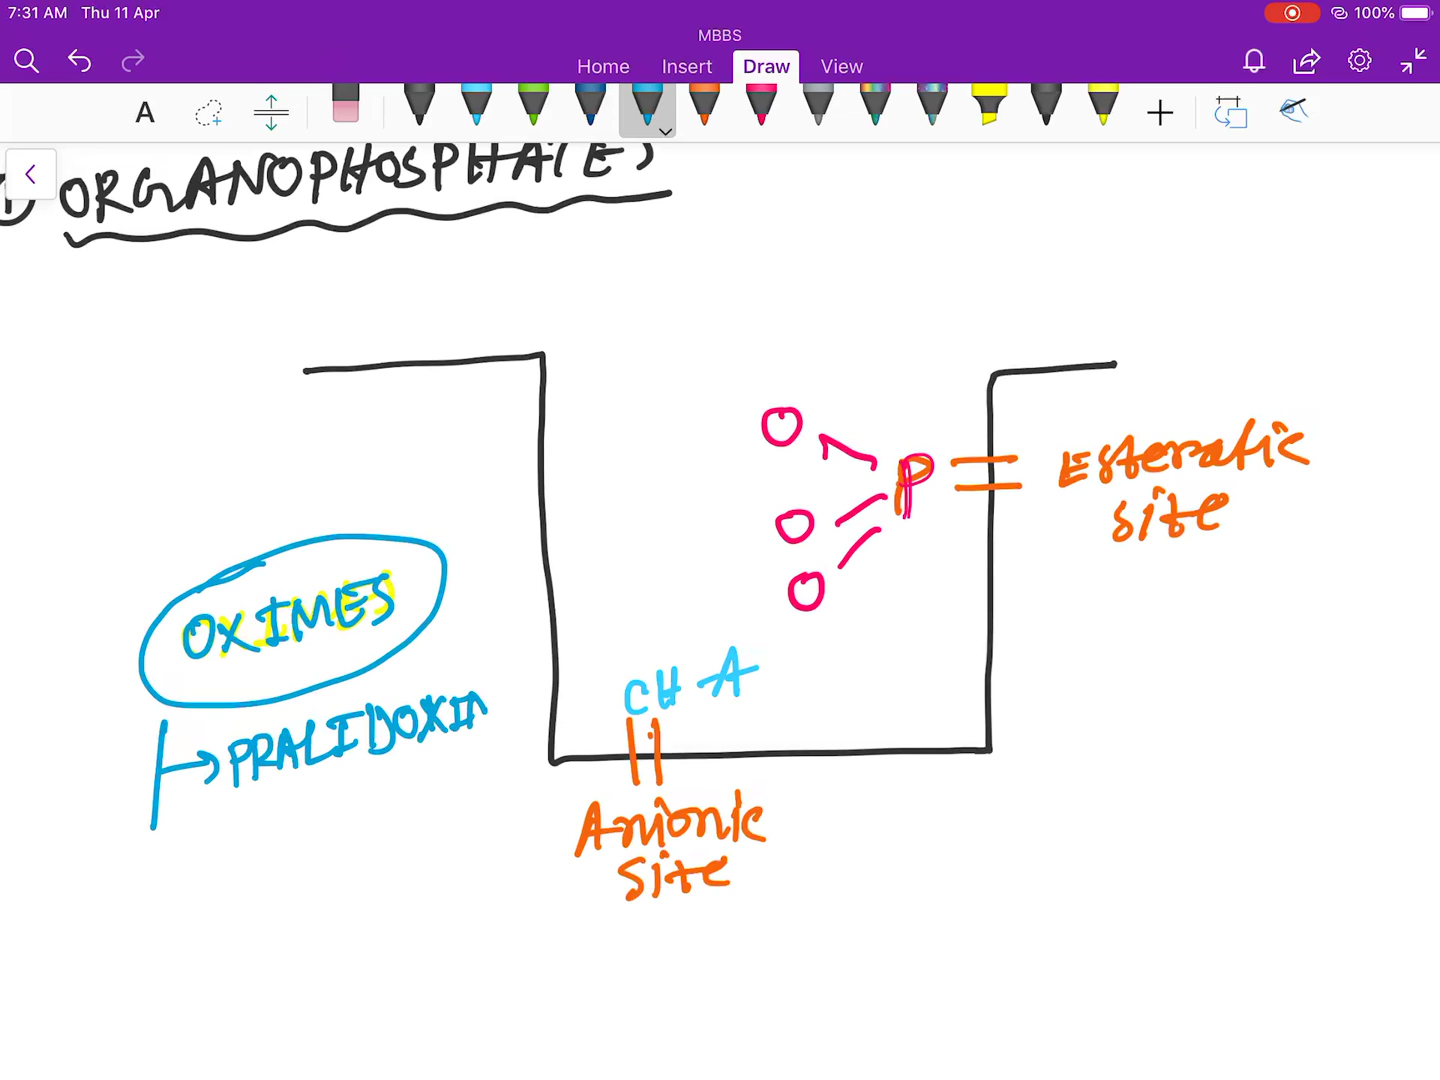 7:31 AM Thu 11 Apr
100%
MBBS
Home Insert Draw View
A
1) ORGANOPHOSPHATES
O
P
Esteratic
site
O
O
OXIMES
CH A
→ PRALIDOXIM
Anionic
site